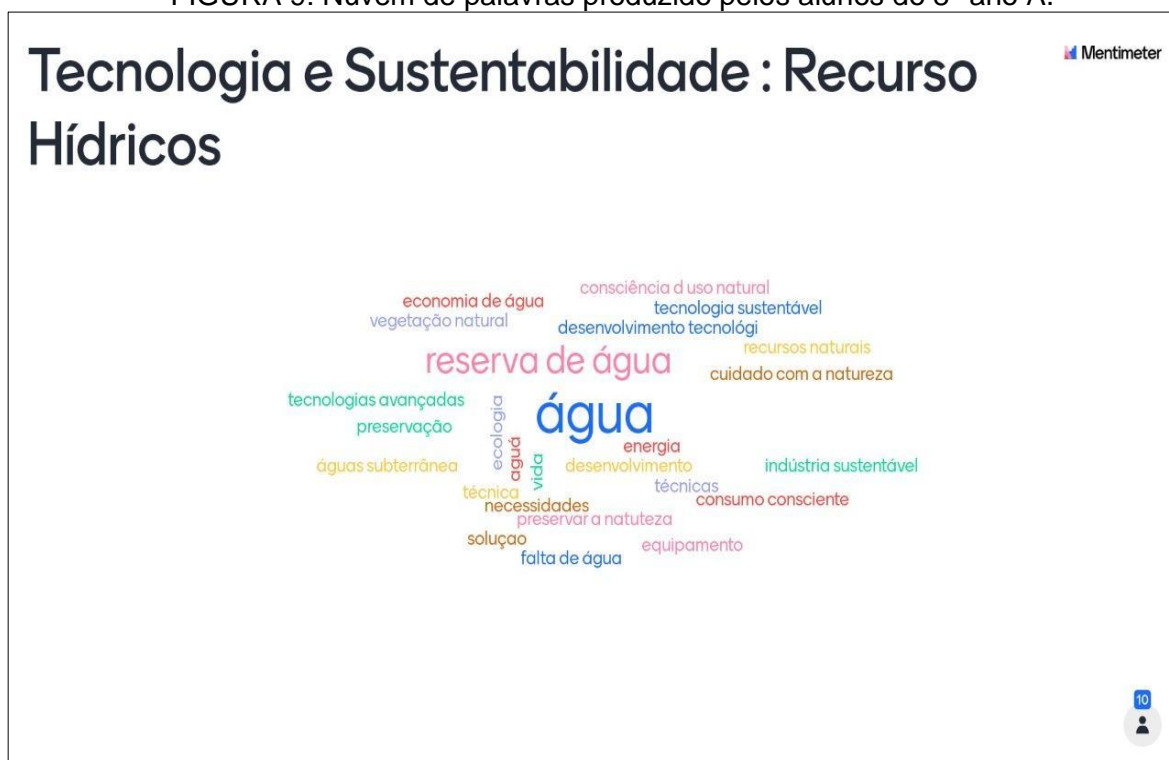 FIGURA 9: Nuvem de palavras produzido pelos alunos do 8º ano A.
Tecnologia e Sustentabilidade : Recurso
Hídricos
Mentimeter
consciência d uso natural
economia de água
tecnologia sustentável
vegetação natural
desenvolvimento tecnológi
recursos naturais
reserva de água
cuidado com a natureza
tecnologias avançadas
ecologia
água
preservação
aguá
energia
vida
águas subterrânea
desenvolvimento
indústria sustentável
técnica
técnicas
necessidades
consumo consciente
preservar a natuteza
soluçao
equipamento
falta de água
10